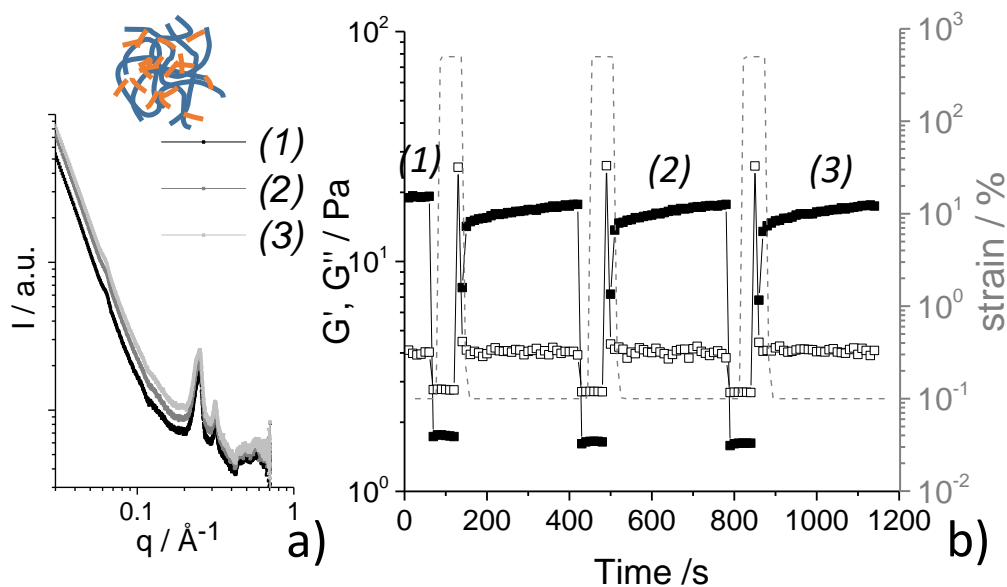 (1)
(2)
(3)
I / a.u.
0.1 1
q / Å⁻¹
a)
10² 10³
(1) (2) (3)
10²
G', G'' / Pa
10¹
10¹
10⁰
strain / %
10⁻¹
10⁰ 10⁻²
0 200 400 600 800 1000 1200
Time /s
b)